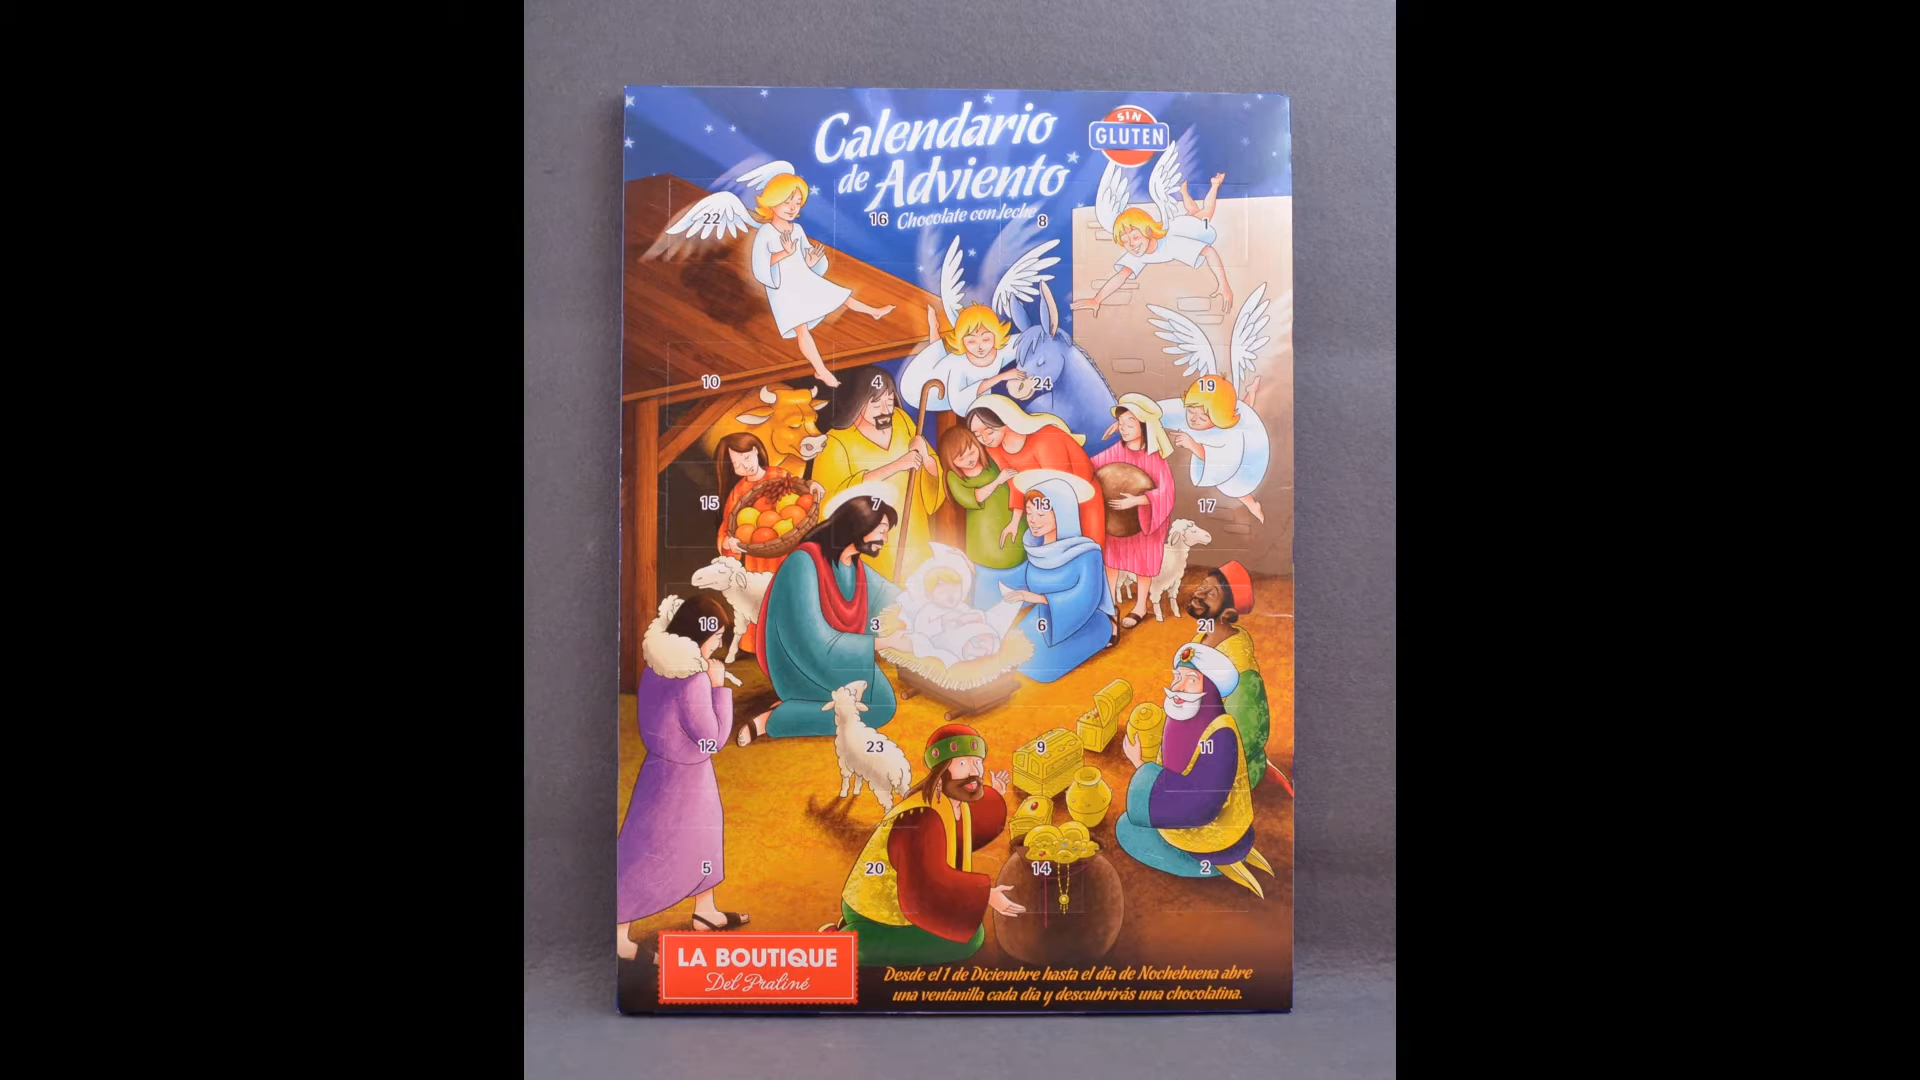 Calendario
de Adviento
Chocolate con leche
SIN
GLUTEN
22
16
8
1
10
4
24
19
15
7
13
17
18
3
6
21
12
23
9
11
5
20
14
2
LA BOUTIQUE
Del Praliné
Desde el 1 de Diciembre hasta el día de Nochebuena abre
una ventanilla cada día y descubrirás una chocolatina.